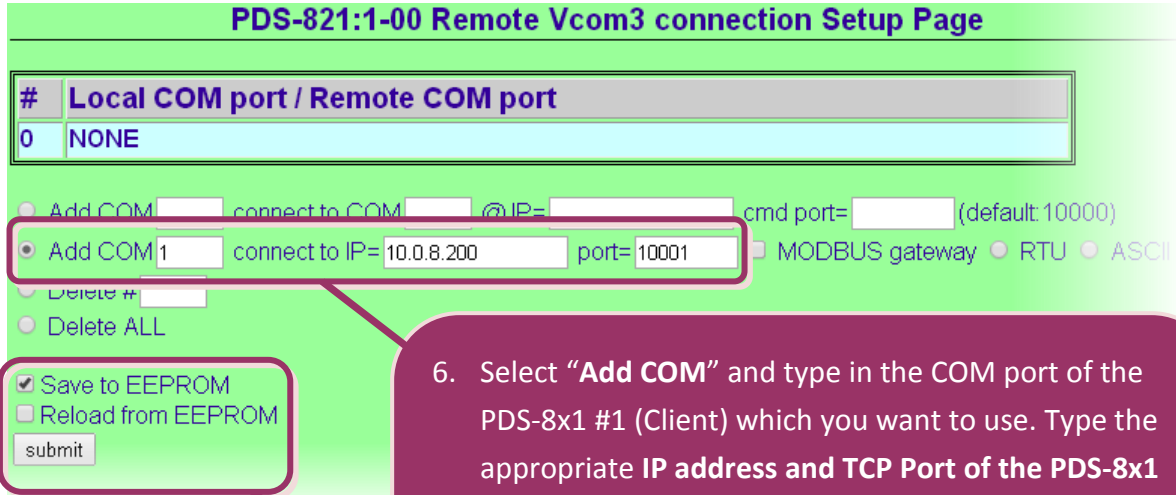 PDS-821:1-00 Remote Vcom3 connection Setup Page
# Local COM port / Remote COM port
0 NONE
Add COM connect to COM @ IP= cmd port= (default:10000)
Add COM 1 connect to IP= 10.0.8.200 port= 10001 MODBUS gateway RTU ASCII
Delete #
Delete ALL
Save to EEPROM
Reload from EEPROM
submit
6. Select “Add COM” and type in the COM port of the
PDS-8x1 #1 (Client) which you want to use. Type the
appropriate IP address and TCP Port of the PDS-8x1